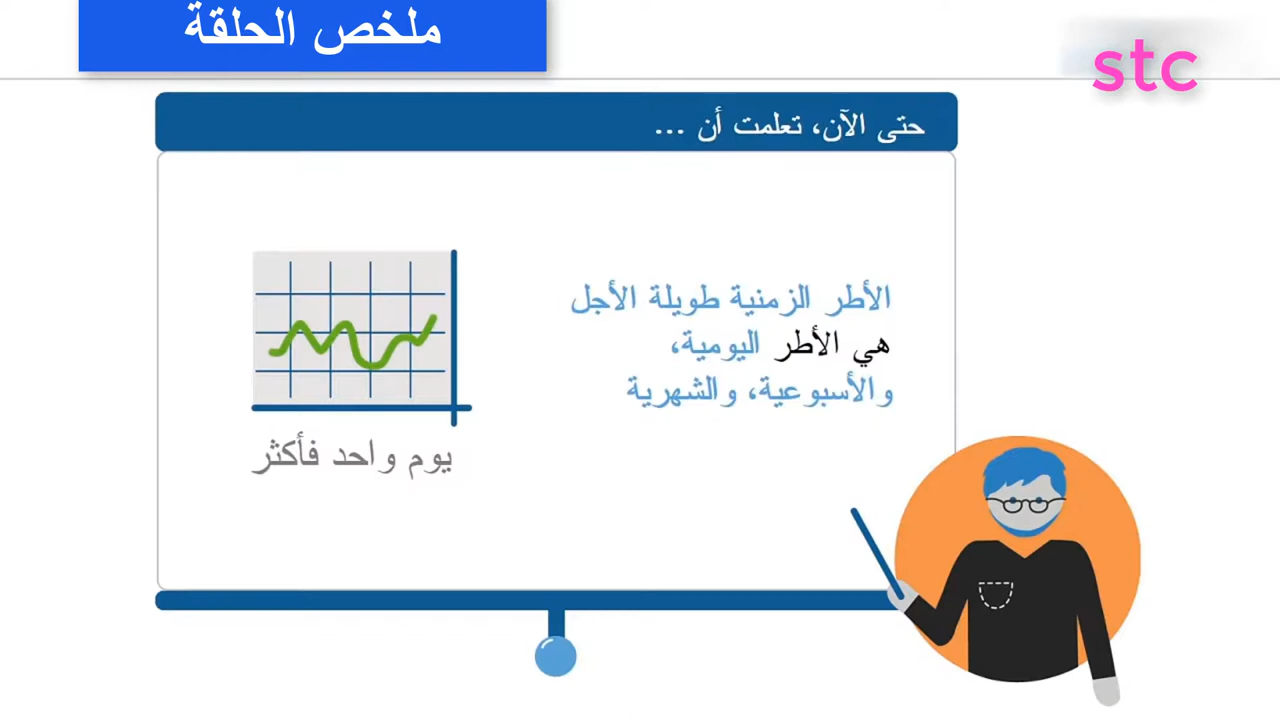 ملخص الحلقة
stc
حتى الآن، تعلمت أن ...
الأطر الزمنية طويلة الأجل
هي الأطر اليومية،
والأسبوعية، والشهرية
يوم واحد فأكثر